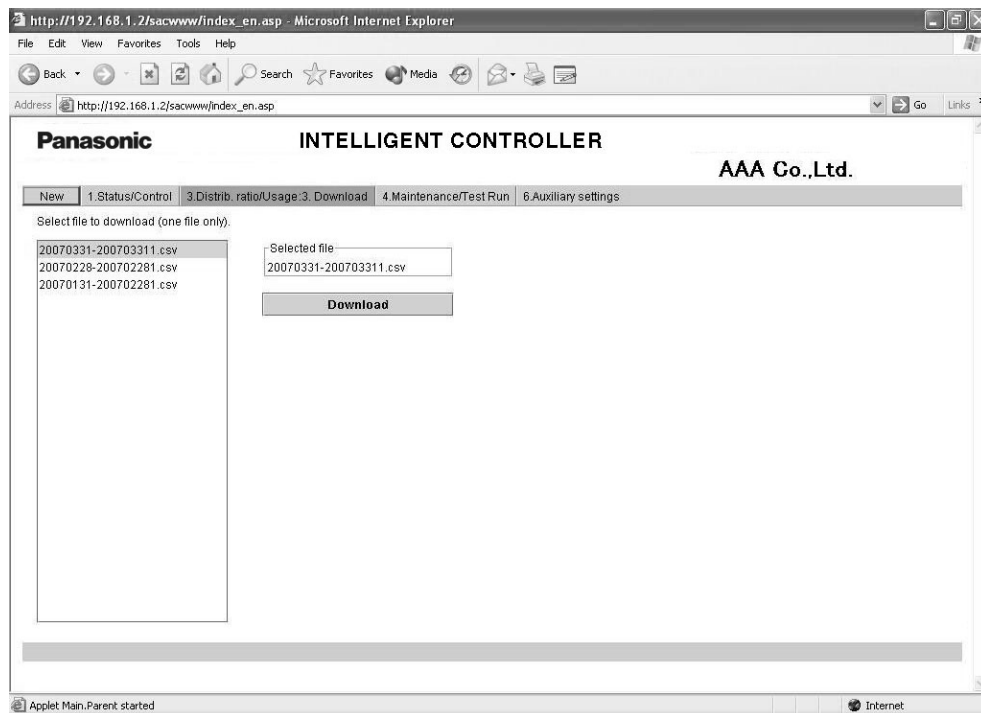 http://192.168.1.2/sacwww/index_en.asp - Microsoft Internet Explorer
File Edit View Favorites Tools Help
Back Search Favorites Media
Address http://192.168.1.2/sacwww/index_en.asp Go Links
Panasonic INTELLIGENT CONTROLLER
AAA Co.,Ltd.
New 1.Status/Control 3.Distrib. ratio/Usage:3. Download 4.Maintenance/Test Run 6.Auxiliary settings
Select file to download (one file only).
20070331-200703311.csv
20070228-200702281.csv
20070131-200702281.csv
Selected file
20070331-200703311.csv
Download
Applet Main.Parent started Internet